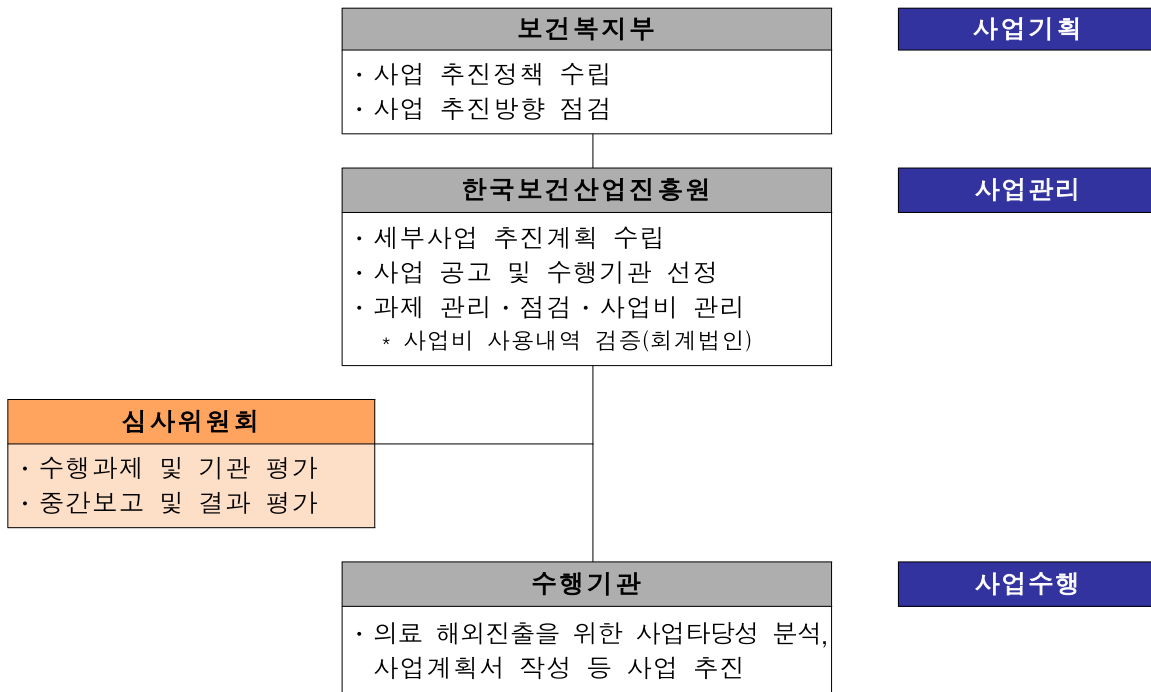 보건복지부
사업기획
· 사업 추진정책 수립
· 사업 추진방향 점검
한국보건산업진흥원
사업관리
· 세부사업 추진계획 수립
· 사업 공고 및 수행기관 선정
· 과제 관리 · 점검 · 사업비 관리
* 사업비 사용내역 검증(회계법인)
심사위원회
· 수행과제 및 기관 평가
· 중간보고 및 결과 평가
수행기관
사업수행
· 의료 해외진출을 위한 사업타당성 분석,
사업계획서 작성 등 사업 추진